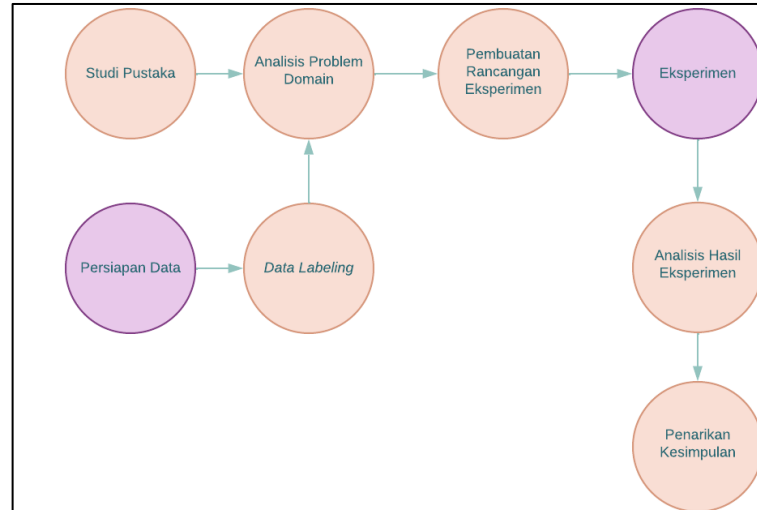 Studi Pustaka
Analisis Problem
Domain
Pembuatan
Rancangan
Eksperimen
Eksperimen
Persiapan Data
Data Labeling
Analisis Hasil
Eksperimen
Penarikan
Kesimpulan